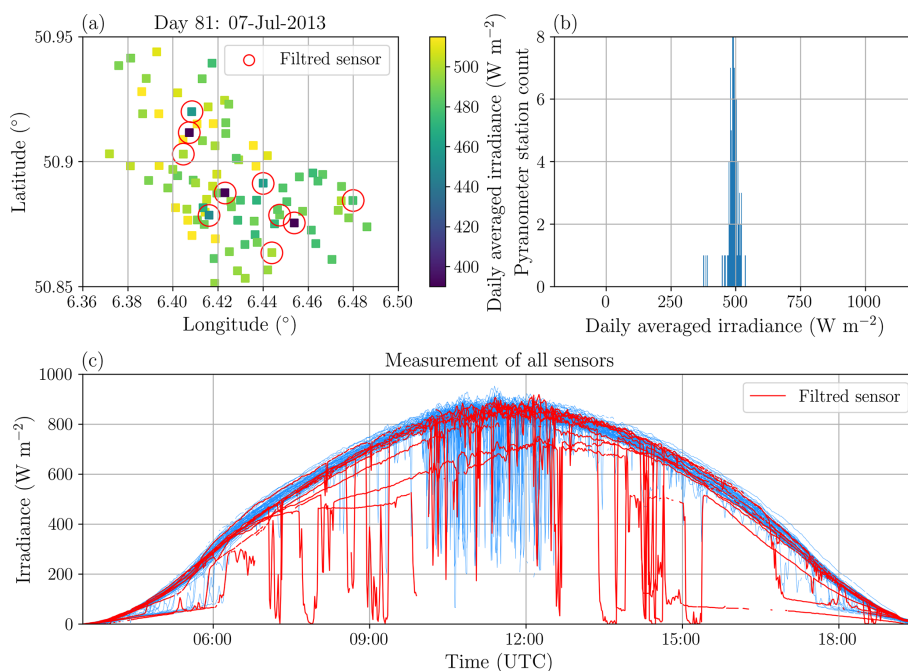 (a) Day 81: 07-Jul-2013
50.95
50.9
50.85
Latitude (°)
6.36 6.38 6.40 6.42 6.44 6.46 6.48 6.50
Longitude (°)
Filtred sensor
500
480
460
440
420
400
Daily averaged irradiance (W m−2)
(b)
8
6
4
2
0
Pyranometer station count
0 250 500 750 1000
Daily averaged irradiance (W m−2)
(c) Measurement of all sensors
1000
800
600
400
200
0
Irradiance (W m−2)
Filtred sensor
06:00 09:00 12:00 15:00 18:00
Time (UTC)